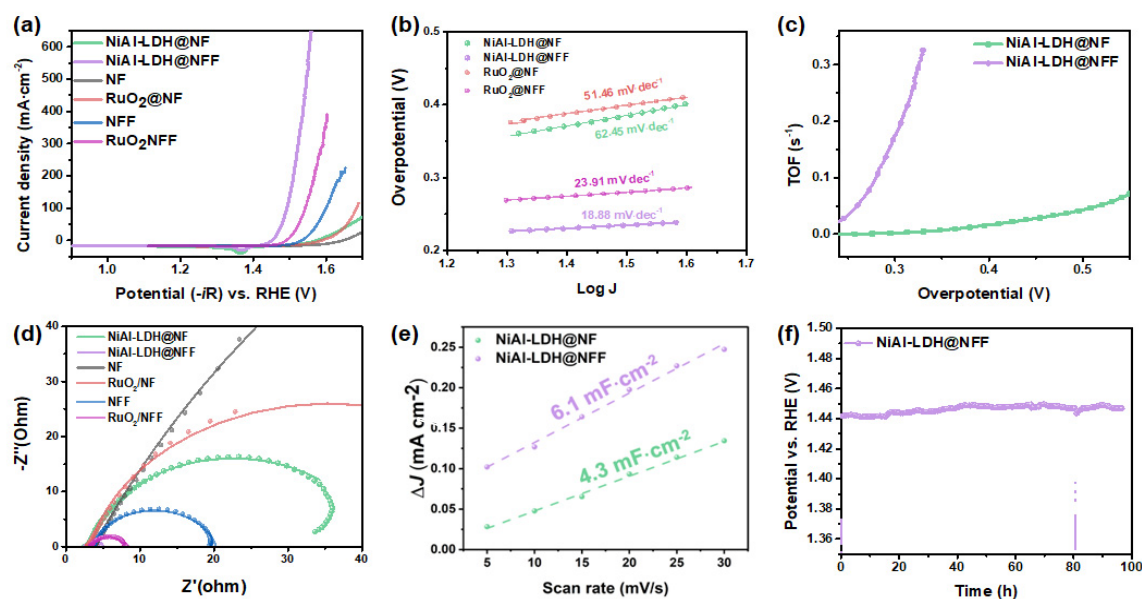 (a)
NiAl-LDH@NF
NiAl-LDH@NFF
NF
RuO₂@NF
NFF
RuO₂NFF
Current density (mA·cm⁻²)
600
500
400
300
200
100
0
1.0
1.2
1.4
1.6
Potential (-iR) vs. RHE (V)
(b)
NiAl-LDH@NF
NiAl-LDH@NFF
RuO₂@NF
RuO₂@NFF
51.46 mV·dec⁻¹
62.45 mV·dec⁻¹
23.91 mV·dec⁻¹
18.88 mV·dec⁻¹
Overpotential (V)
0.5
0.4
0.3
0.2
1.2
1.3
1.4
1.5
1.6
1.7
Log J
(c)
NiAl-LDH@NF
NiAl-LDH@NFF
TOF (s⁻¹)
0.3
0.2
0.1
0.0
0.3
0.4
0.5
Overpotential (V)
(d)
NiAl-LDH@NF
NiAl-LDH@NFF
NF
RuO₂/NF
NFF
RuO₂/NFF
-Z''(Ohm)
40
30
20
10
0
0
10
20
30
40
Z'(ohm)
(e)
NiAl-LDH@NF
NiAl-LDH@NFF
6.1 mF·cm⁻²
4.3 mF·cm⁻²
ΔJ (mA cm-2)
0.25
0.20
0.15
0.10
0.05
0.00
5
10
15
20
25
30
Scan rate (mV/s)
(f)
NiAl-LDH@NFF
Potential vs. RHE (V)
1.50
1.48
1.46
1.44
1.42
1.40
1.38
1.36
0
20
40
60
80
100
Time (h)